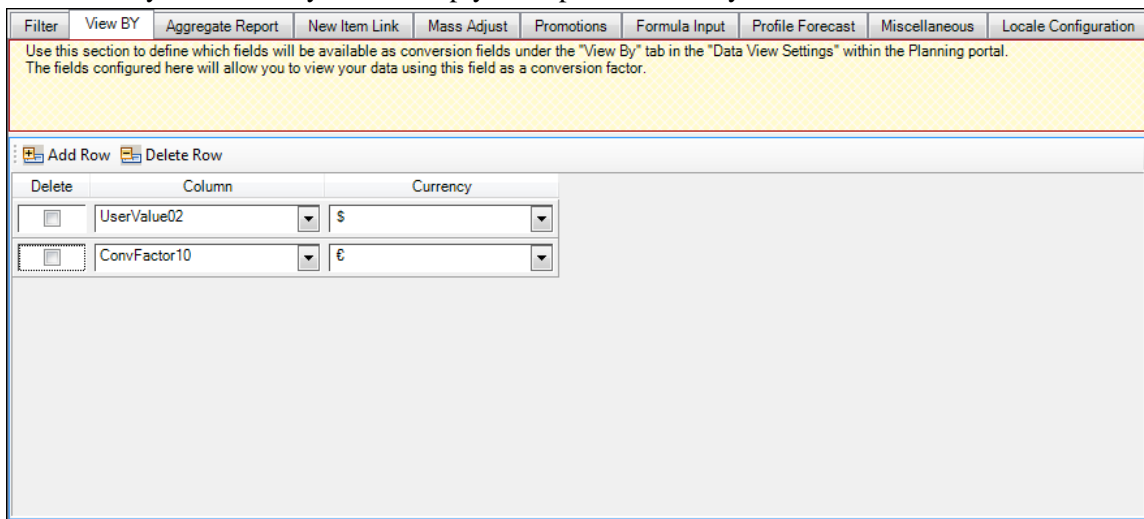 Filter View BY Aggregate Report New Item Link Mass Adjust Promotions Formula Input Profile Forecast Miscellaneous Locale Configuration
Use this section to define which fields will be available as conversion fields under the "View By" tab in the "Data View Settings" within the Planning portal.
The fields configured here will allow you to view your data using this field as a conversion factor.
Add Row Delete Row
Delete Column Currency
UserValue02 $
ConvFactor10 €